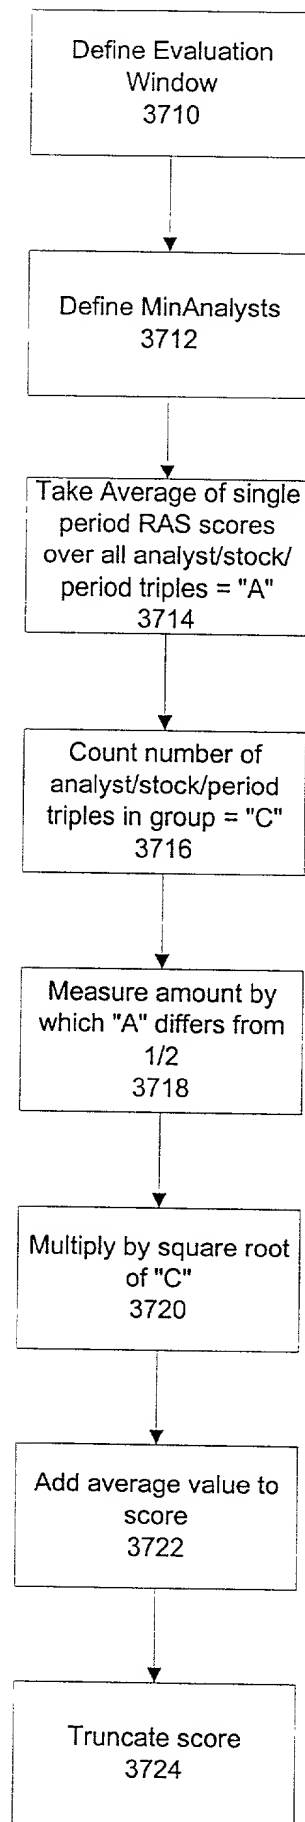 Define Evaluation
Window
3710
Define MinAnalysts
3712
Take Average of single
period RAS scores
over all analyst/stock/
period triples = "A"
3714
Count number of
analyst/stock/period
triples in group = "C"
3716
Measure amount by
which "A" differs from
1/2
3718
Multiply by square root
of "C"
3720
Add average value to
score
3722
Truncate score
3724